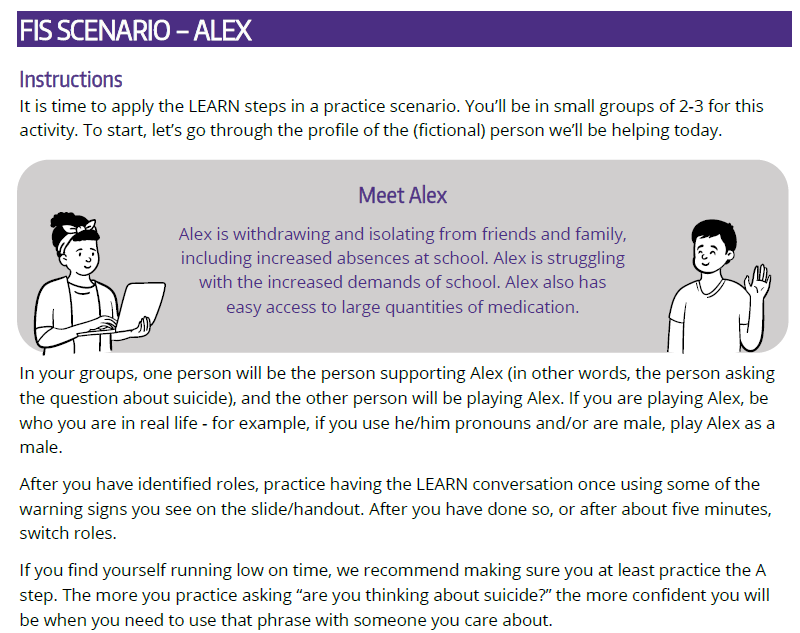 FIS SCENARIO – ALEX
Instructions
It is time to apply the LEARN steps in a practice scenario. You’ll be in small groups of 2-3 for this
activity. To start, let’s go through the profile of the (fictional) person we’ll be helping today.
Meet Alex
Alex is withdrawing and isolating from friends and family,
including increased absences at school. Alex is struggling
with the increased demands of school. Alex also has
easy access to large quantities of medication.
In your groups, one person will be the person supporting Alex (in other words, the person asking
the question about suicide), and the other person will be playing Alex. If you are playing Alex, be
who you are in real life - for example, if you use he/him pronouns and/or are male, play Alex as a
male.
After you have identified roles, practice having the LEARN conversation once using some of the
warning signs you see on the slide/handout. After you have done so, or after about five minutes,
switch roles.
If you find yourself running low on time, we recommend making sure you at least practice the A
step. The more you practice asking “are you thinking about suicide?” the more confident you will
be when you need to use that phrase with someone you care about.